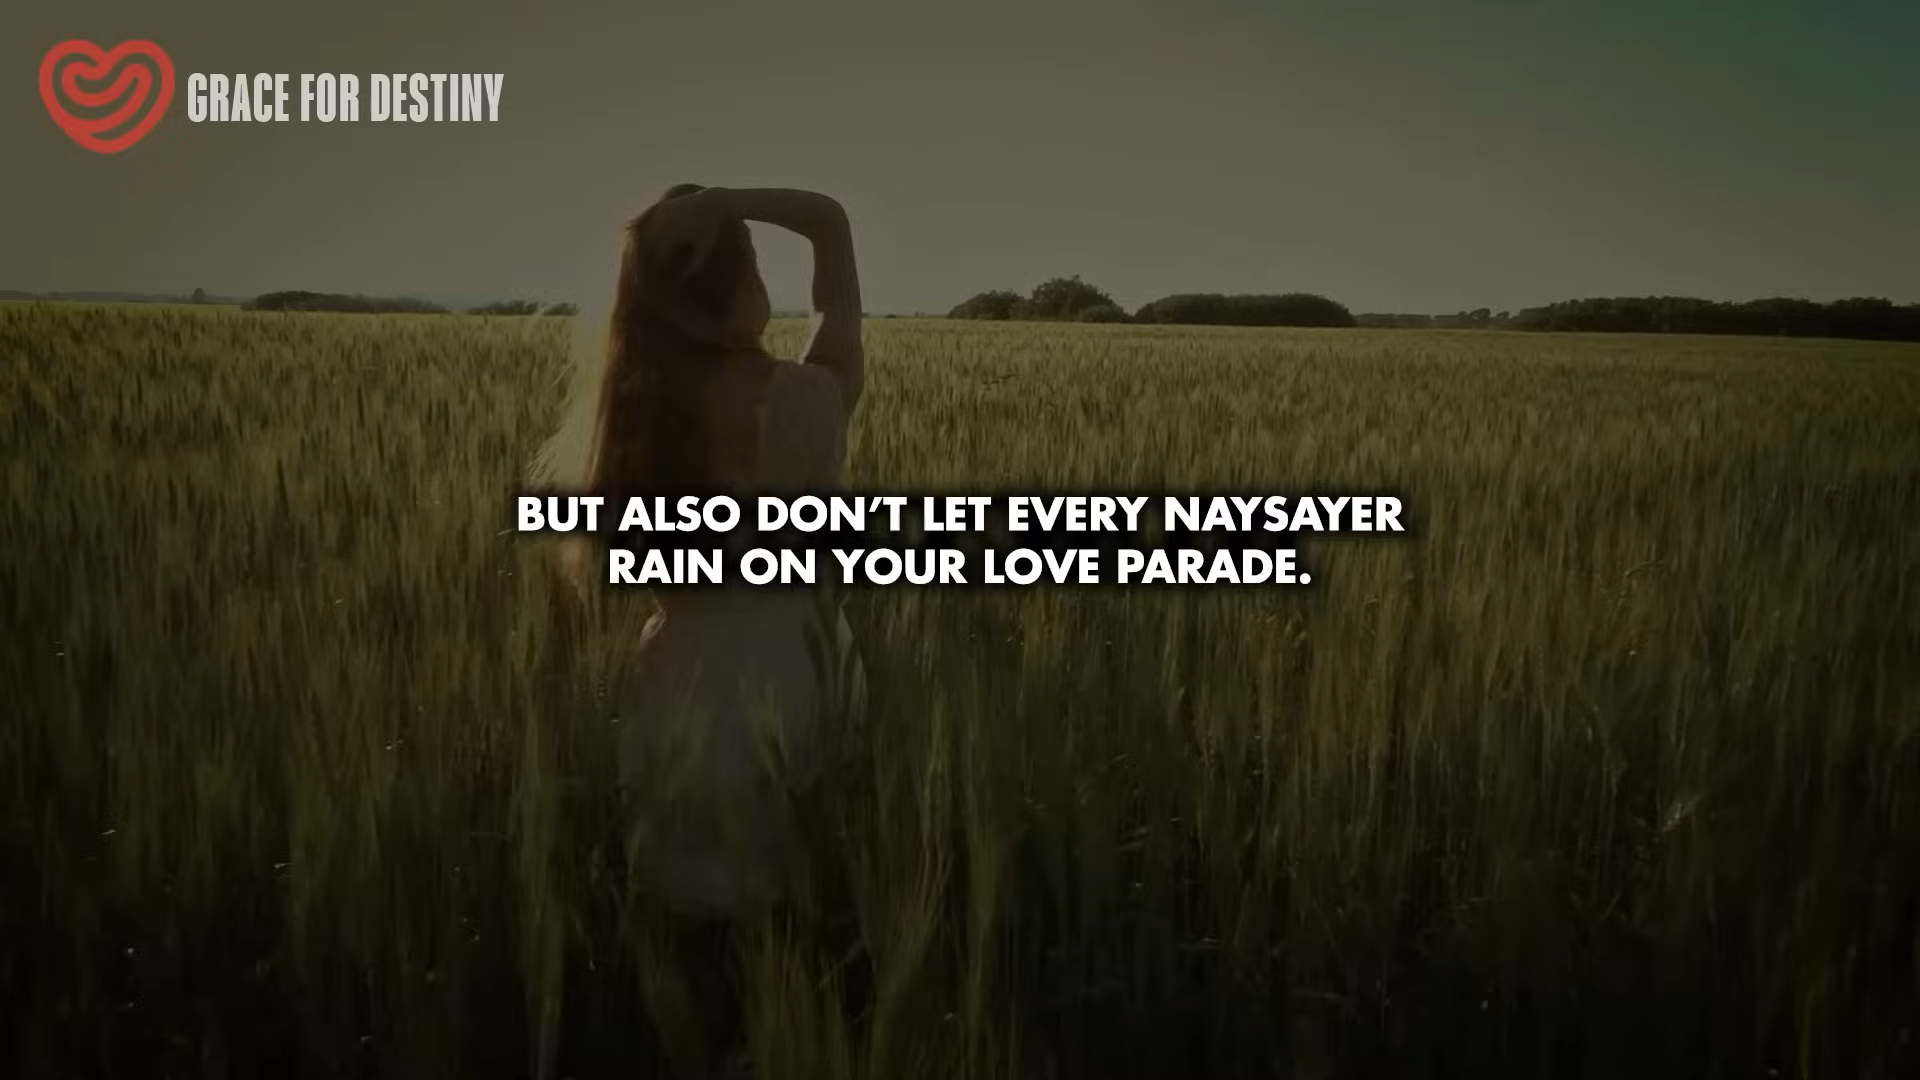 GRACE FOR DESTINY
BUT ALSO DON’T LET EVERY NAYSAYER
RAIN ON YOUR LOVE PARADE.